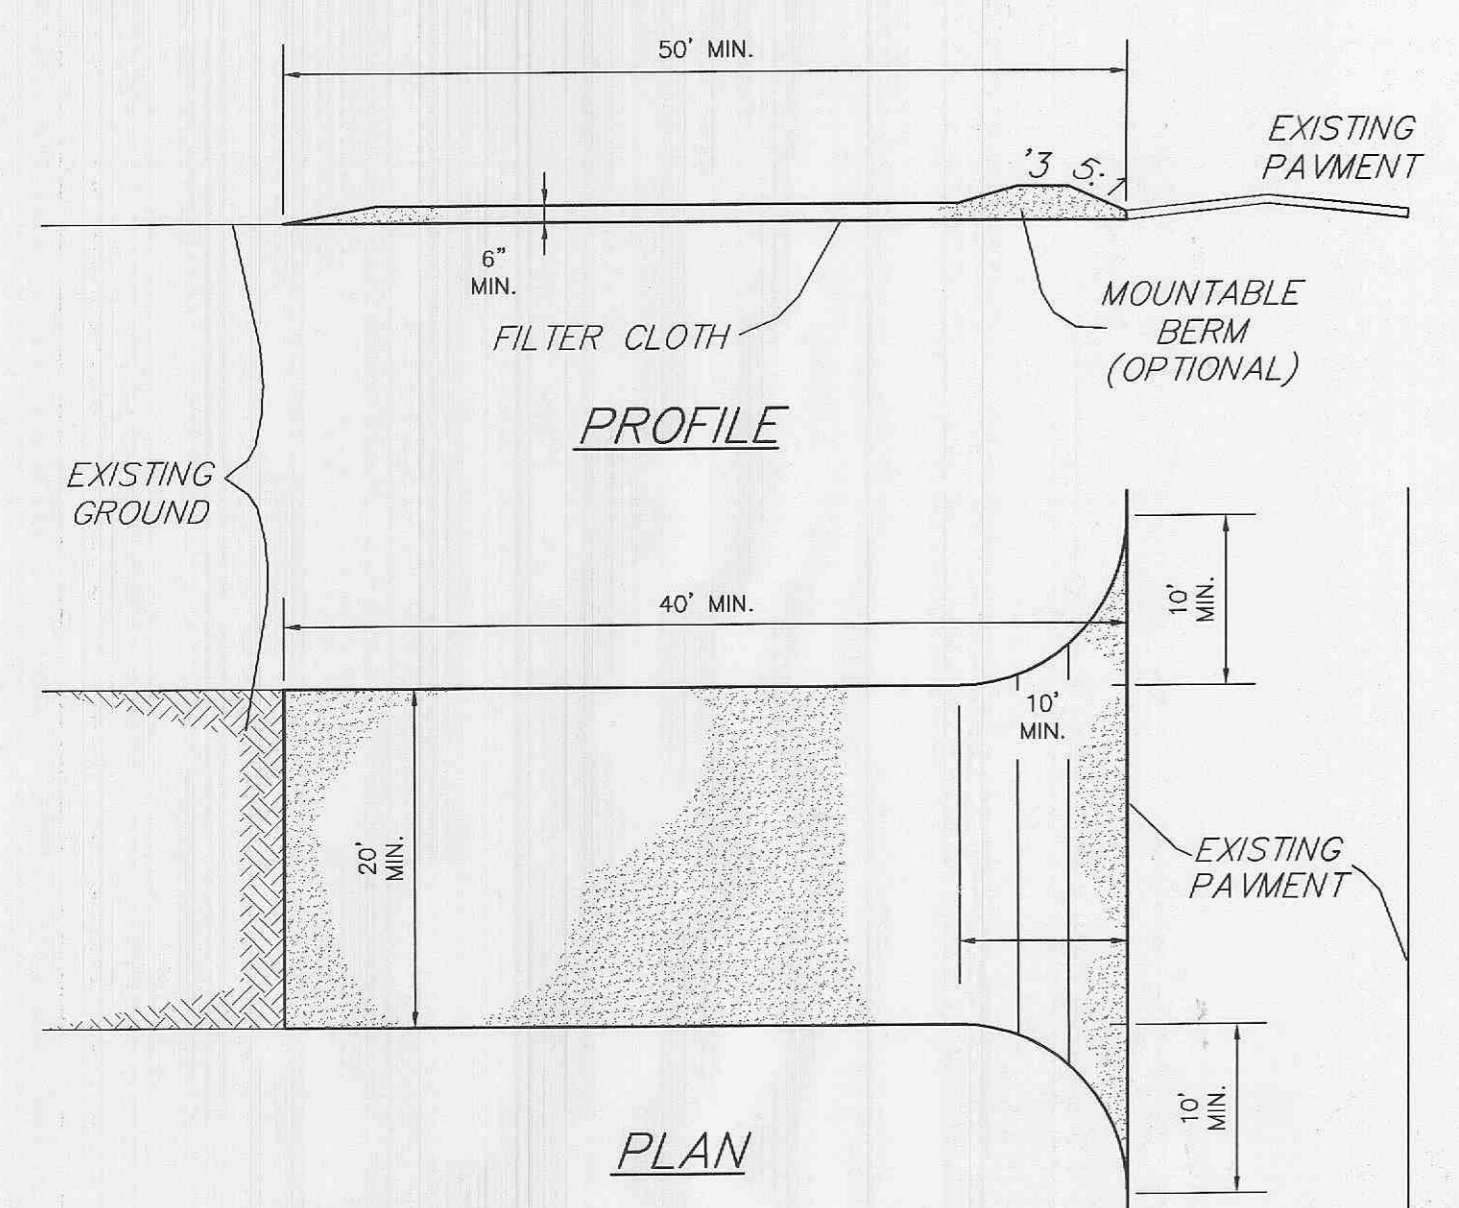 50' MIN.
EXISTING
PAVMENT
'3 5:1
6"
MIN.
FILTER CLOTH
MOUNTABLE
BERM
(OPTIONAL)
PROFILE
EXISTING
GROUND
40' MIN.
10'
MIN.
10'
MIN.
20'
MIN.
EXISTING
PAVMENT
10'
MIN.
PLAN